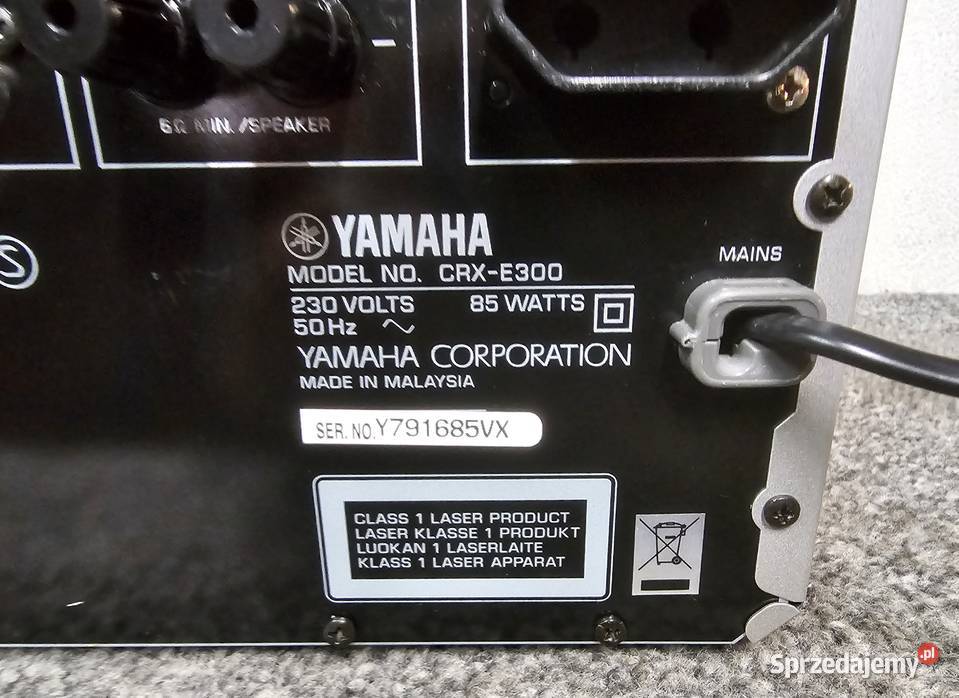 6Ω MIN. /SPEAKER
YAMAHA
MAINS
MODEL NO. CRX-E300
230 VOLTS 85 WATTS
50 Hz ~
YAMAHA CORPORATION
MADE IN MALAYSIA
SER. NO. Y791685VX
CLASS 1 LASER PRODUCT
LASER KLASSE 1 PRODUKT
LUOKAN 1 LASERLAITE
KLASS 1 LASER APPARAT
Sprzedajemy.pl